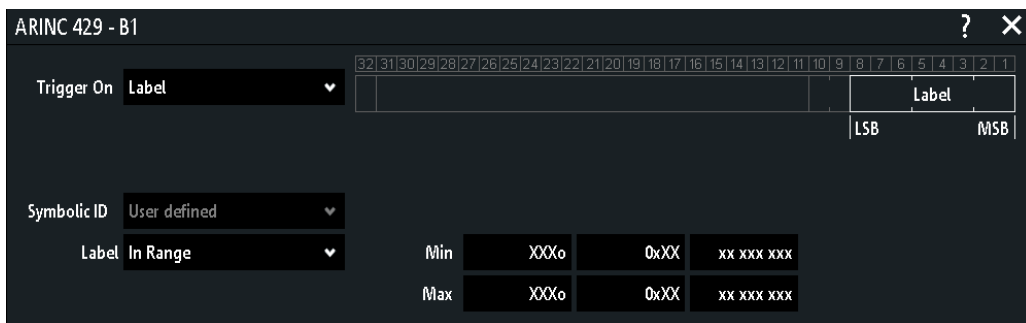 ARINC 429 - B1 ? ✕
32 31 30 29 28 27 26 25 24 23 22 21 20 19 18 17 16 15 14 13 12 11 10 9 8 7 6 5 4 3 2 1
Trigger On Label
Label
LSB MSB
Symbolic ID User defined
Label In Range Min XXXo 0xXX xx xxx xxx
Max XXXo 0xXX xx xxx xxx